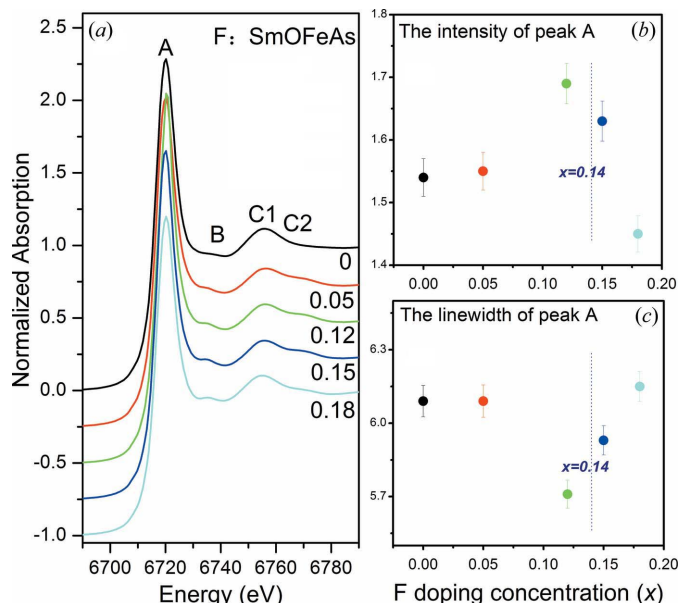 (a)
F: SmOFeAs
A
B
C1
C2
0
0.05
0.12
0.15
0.18
2.5
2.0
1.5
1.0
0.5
0.0
-0.5
-1.0
Normalized Absorption
6700 6720 6740 6760 6780
Energy (eV)
The intensity of peak A (b)
1.8
1.7
1.6
1.5
1.4
x=0.14
0.00 0.05 0.10 0.15 0.20
The linewidth of peak A (c)
6.3
6.0
5.7
x=0.14
0.00 0.05 0.10 0.15 0.20
F doping concentration (x)